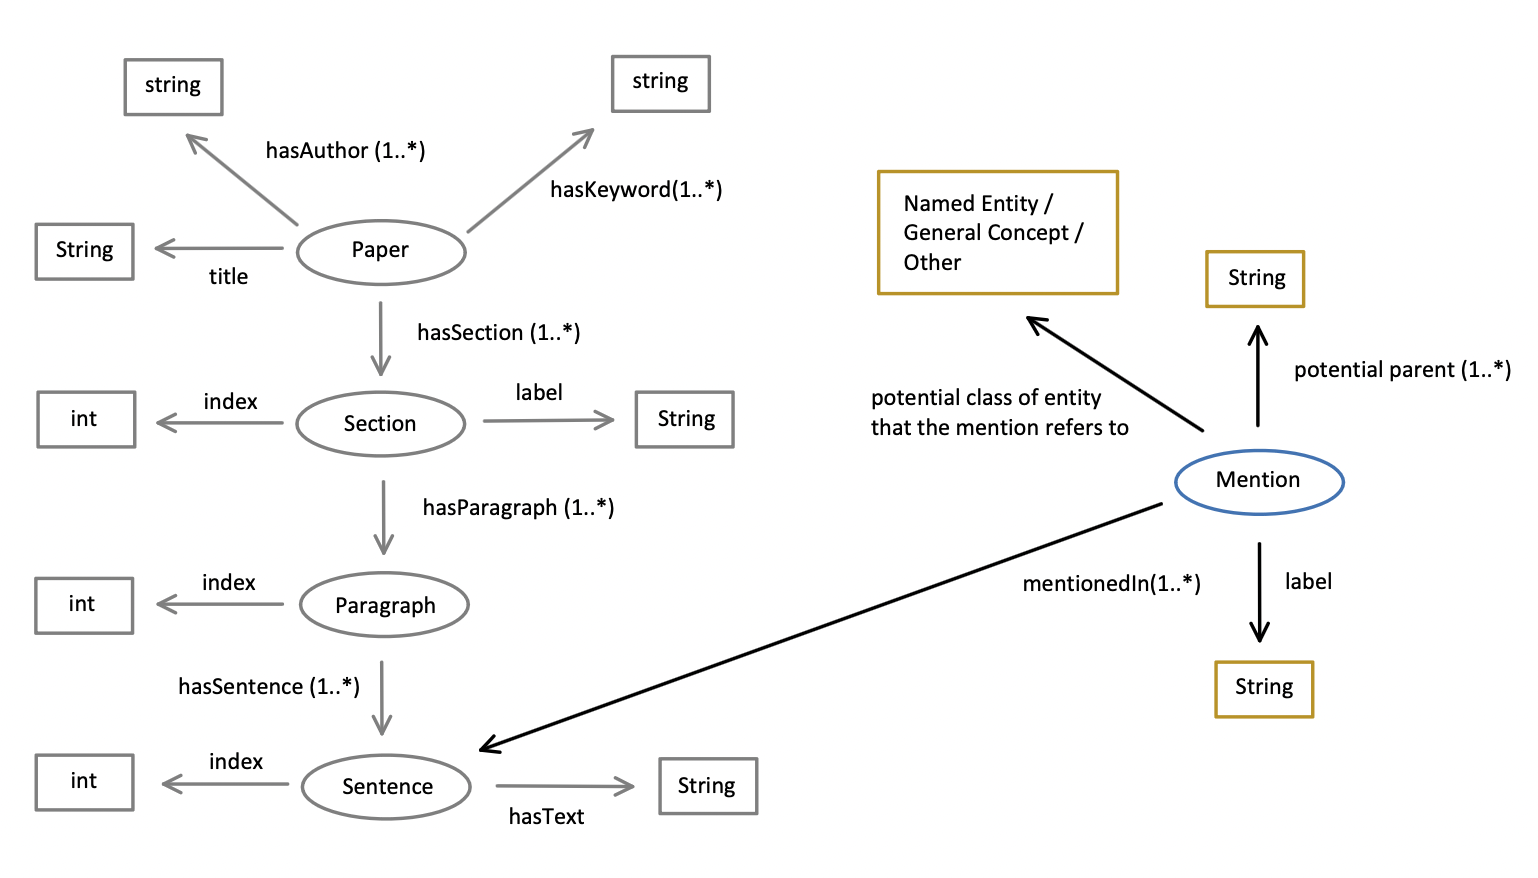 string
string
hasAuthor (1..*)
hasKeyword(1..*)
String
title
Paper
hasSection (1..*)
int
index
Section
label
String
hasParagraph (1..*)
int
index
Paragraph
hasSentence (1..*)
int
index
Sentence
hasText
String
Named Entity /
General Concept /
Other
String
potential class of entity
that the mention refers to
potential parent (1..*)
Mention
mentionedIn(1..*)
label
String